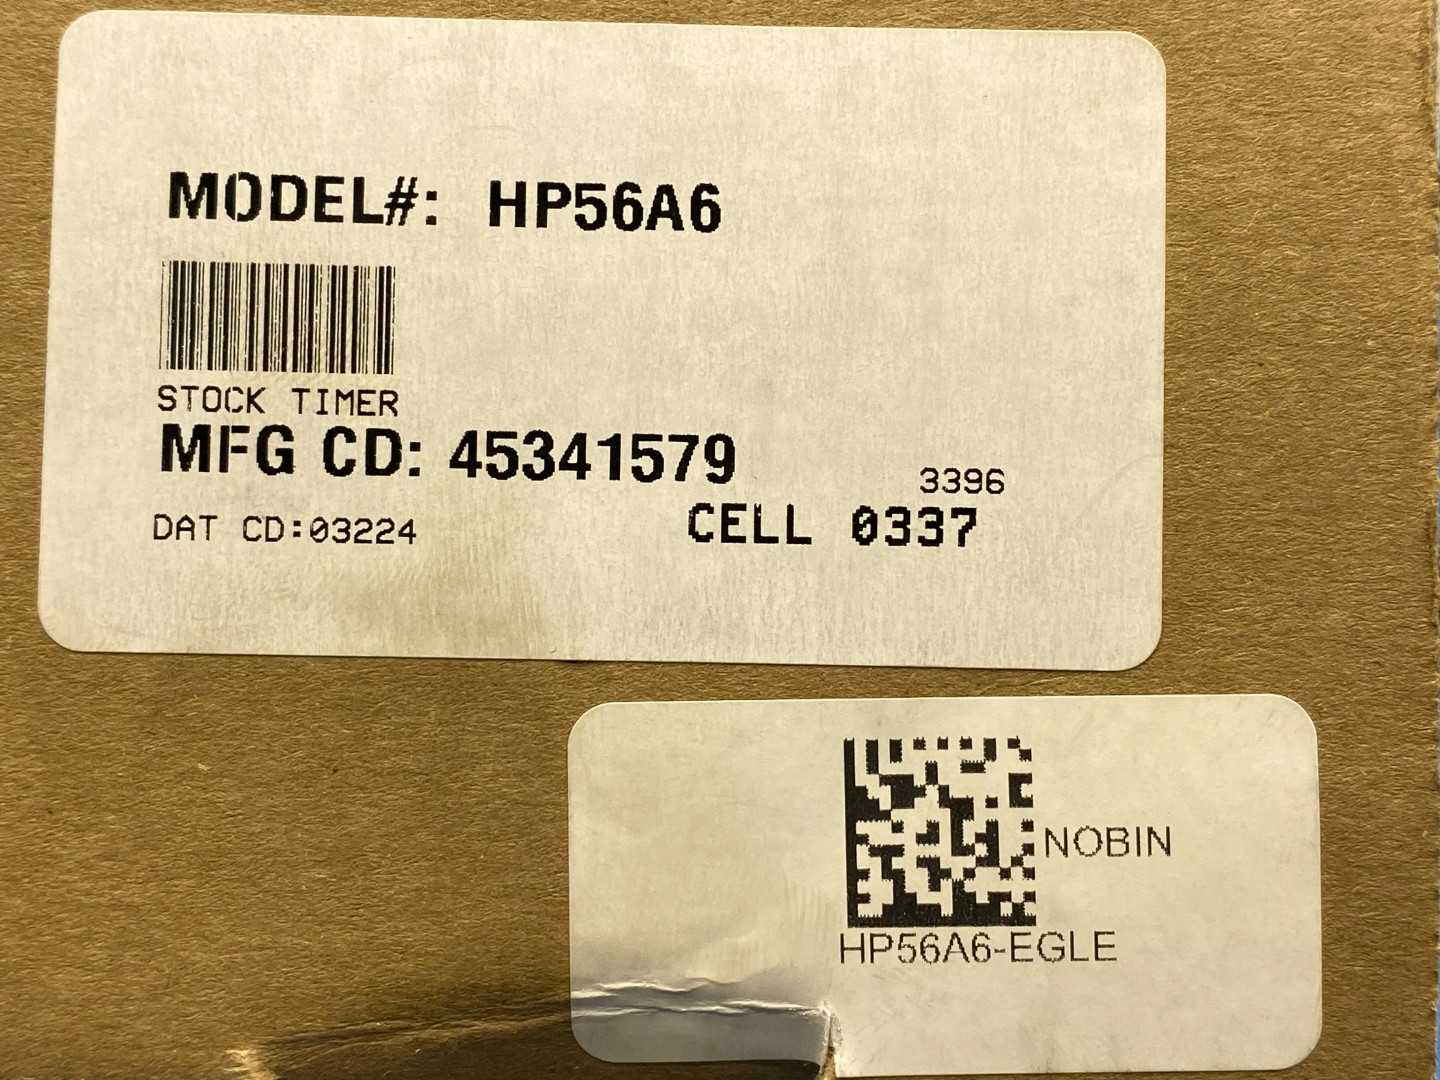 MODEL#: HP56A6
STOCK TIMER
MFG CD: 45341579
3396
DAT CD:03224
CELL 0337
NOBIN
HP56A6-EGLE